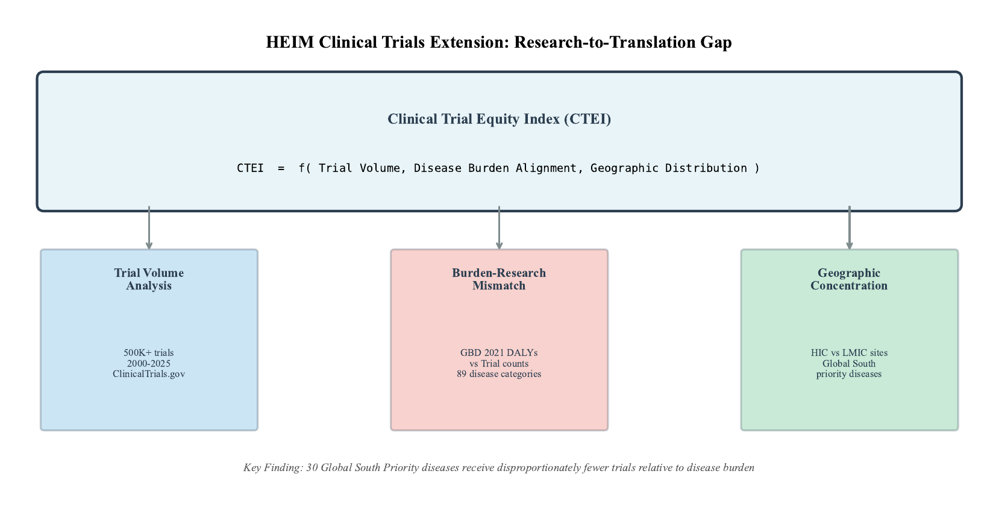 HEIM Clinical Trials Extension: Research-to-Translation Gap
Clinical Trial Equity Index (CTEI)
CTEI = f( Trial Volume, Disease Burden Alignment, Geographic Distribution )
Trial Volume
Analysis
500K+ trials
2000-2025
ClinicalTrials.gov
Burden-Research
Mismatch
GBD 2021 DALYs
vs Trial counts
89 disease categories
Geographic
Concentration
HIC vs LMIC sites
Global South
priority diseases
Key Finding: 30 Global South Priority diseases receive disproportionately fewer trials relative to disease burden